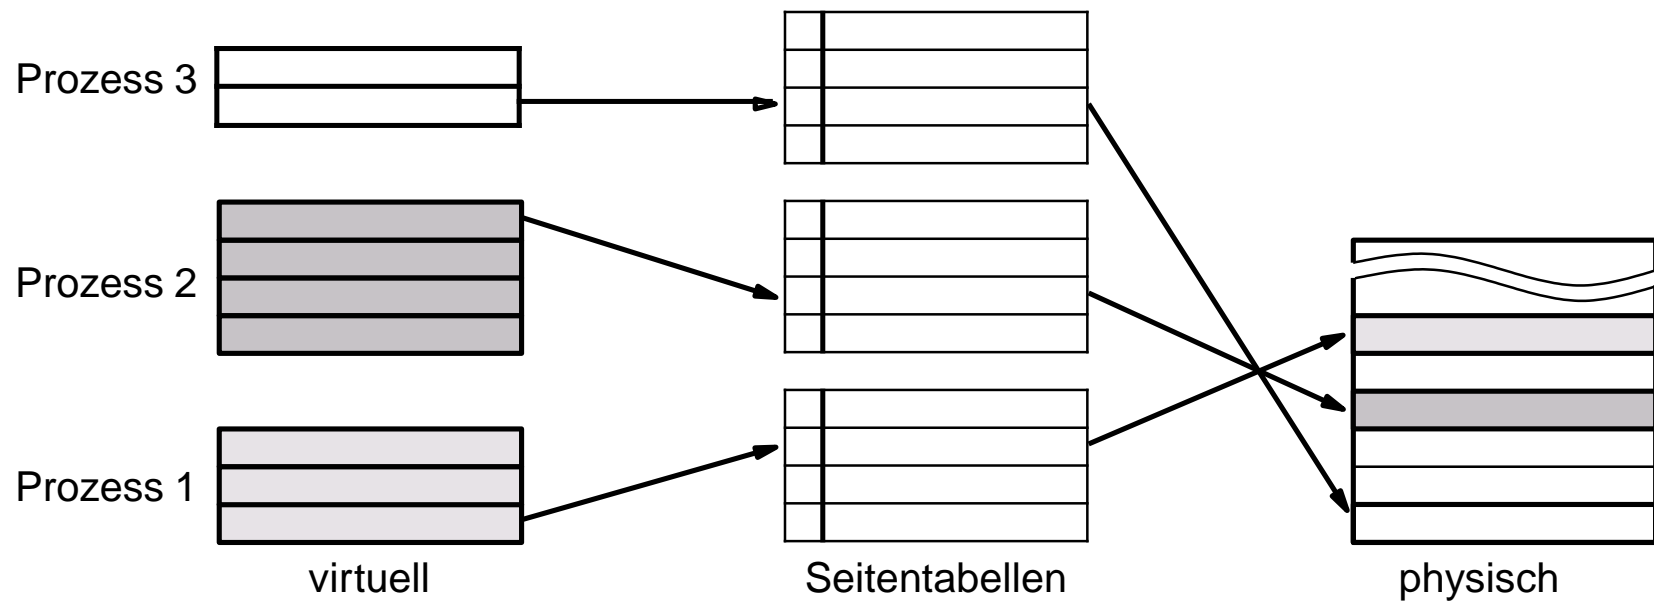 Prozess 3
Prozess 2
Prozess 1
virtuell
Seitentabellen
physisch